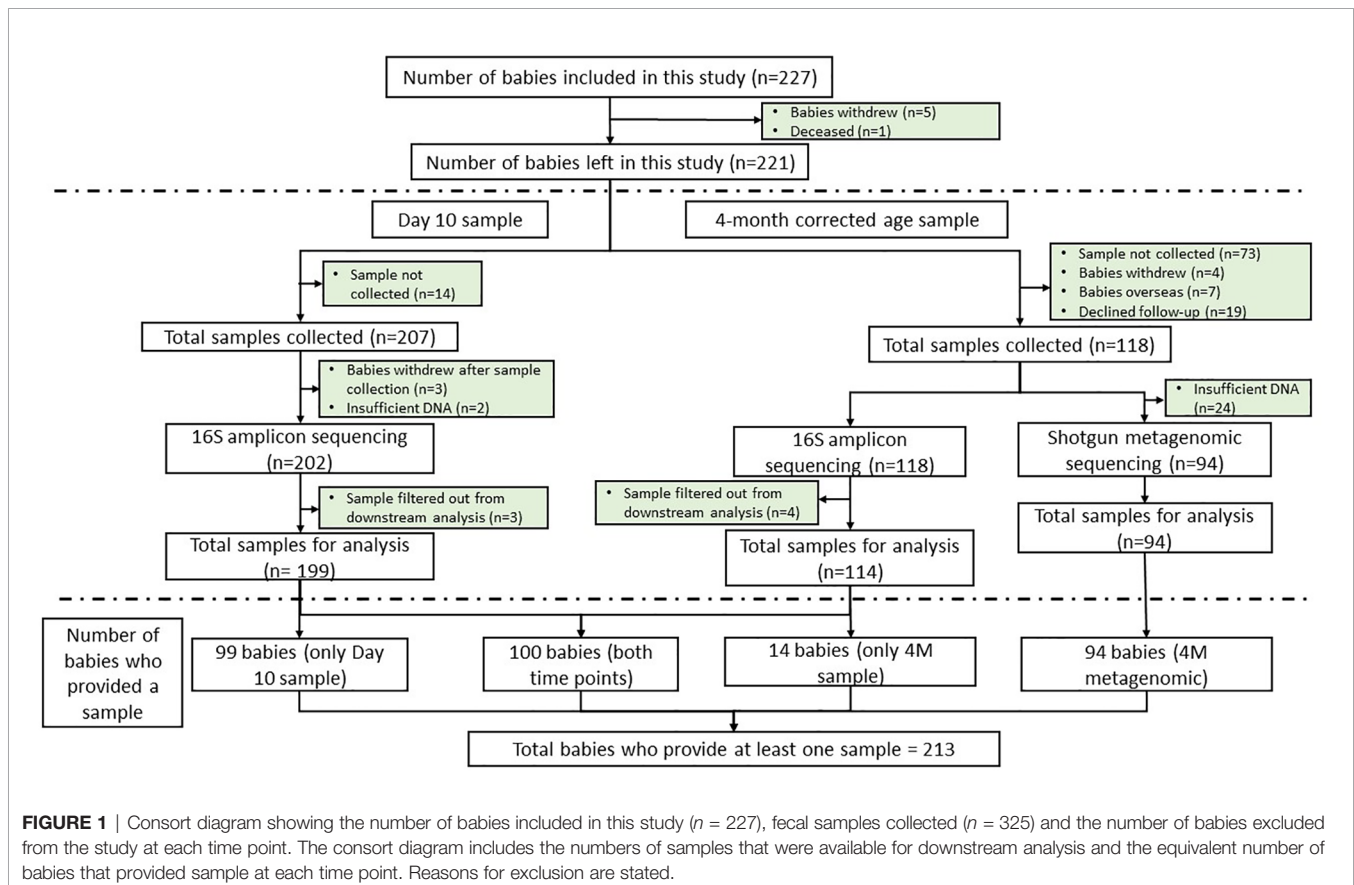 Number of babies included in this study (n=227)
• Babies withdrew (n=5)
• Deceased (n=1)
Number of babies left in this study (n=221)
Day 10 sample
4-month corrected age sample
• Sample not
collected (n=14)
• Sample not collected (n=73)
• Babies withdrew (n=4)
• Babies overseas (n=7)
• Declined follow-up (n=19)
Total samples collected (n=207)
Total samples collected (n=118)
• Babies withdrew after sample
collection (n=3)
• Insufficient DNA (n=2)
• Insufficient DNA
(n=24)
16S amplicon sequencing
(n=202)
16S amplicon
sequencing (n=118)
Shotgun metagenomic
sequencing (n=94)
• Sample filtered out from
downstream analysis (n=3)
• Sample filtered out from
downstream analysis (n=4)
Total samples for analysis
(n= 199)
Total samples for analysis
(n=114)
Total samples for analysis
(n=94)
Number of
babies who
provided a
sample
99 babies (only Day
10 sample)
100 babies (both
time points)
14 babies (only 4M
sample)
94 babies (4M
metagenomic)
Total babies who provide at least one sample = 213
FIGURE 1 | Consort diagram showing the number of babies included in this study (n = 227), fecal samples collected (n = 325) and the number of babies excluded
from the study at each time point. The consort diagram includes the numbers of samples that were available for downstream analysis and the equivalent number of
babies that provided sample at each time point. Reasons for exclusion are stated.